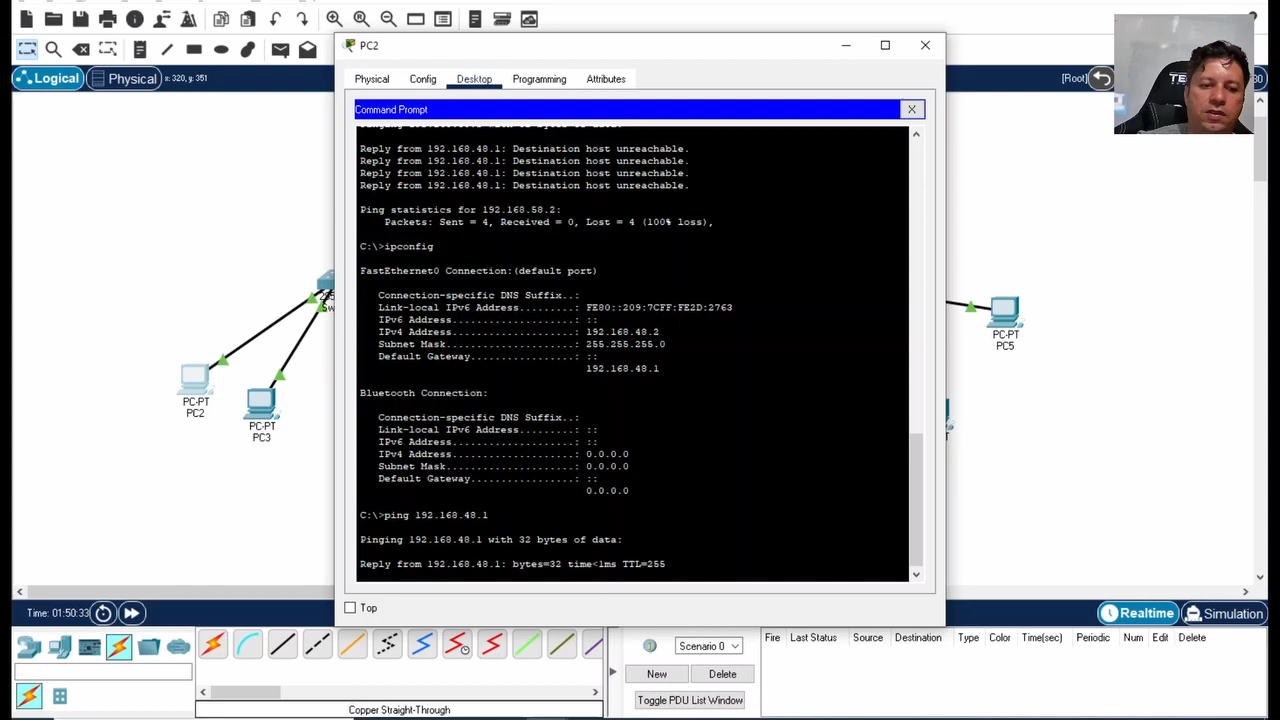 PC2
Logical
Physical
x: 320, y: 351
[Root]
Physical
Config
Desktop
Programming
Attributes
Command Prompt
X
Reply from 192.168.48.1: Destination host unreachable.
Reply from 192.168.48.1: Destination host unreachable.
Reply from 192.168.48.1: Destination host unreachable.
Reply from 192.168.48.1: Destination host unreachable.
Ping statistics for 192.168.58.2:
Packets: Sent = 4, Received = 0, Lost = 4 (100% loss),
C:\>ipconfig
FastEthernet0 Connection:(default port)
Connection-specific DNS Suffix..:
Link-local IPv6 Address.........: FE80::209:7CFF:FE2D:2763
IPv6 Address....................: ::
IPv4 Address....................: 192.168.48.2
Subnet Mask.....................: 255.255.255.0
Default Gateway.................: ::
192.168.48.1
Bluetooth Connection:
Connection-specific DNS Suffix..:
Link-local IPv6 Address.........: ::
IPv6 Address....................: ::
IPv4 Address....................: 0.0.0.0
Subnet Mask.....................: 0.0.0.0
Default Gateway.................: ::
0.0.0.0
C:\>ping 192.168.48.1
Pinging 192.168.48.1 with 32 bytes of data:
Reply from 192.168.48.1: bytes=32 time<1ms TTL=255
PC-PT
PC2
PC-PT
PC3
PC-PT
PC5
Top
Time: 01:50:33
Realtime
Simulation
Scenario 0
New
Delete
Toggle PDU List Window
Fire
Last Status
Source
Destination
Type
Color
Time(sec)
Periodic
Num
Edit
Delete
Copper Straight-Through